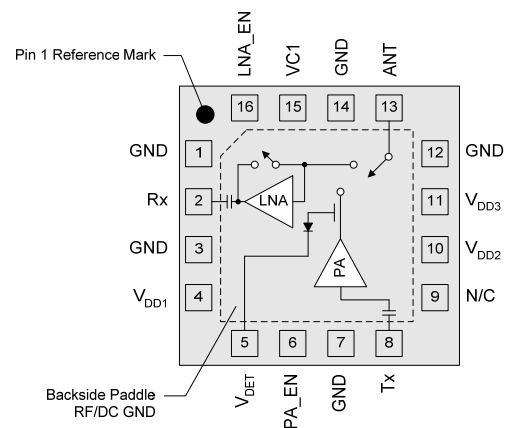 LNA_EN
VC1
GND
ANT
Pin 1 Reference Mark
16
15
14
13
GND
1
12
GND
Rx
2
LNA
11
VDD3
GND
3
10
VDD2
PA
VDD1
4
9
N/C
5
6
7
8
VDET
PA_EN
GND
Tx
Backside Paddle
RF/DC GND